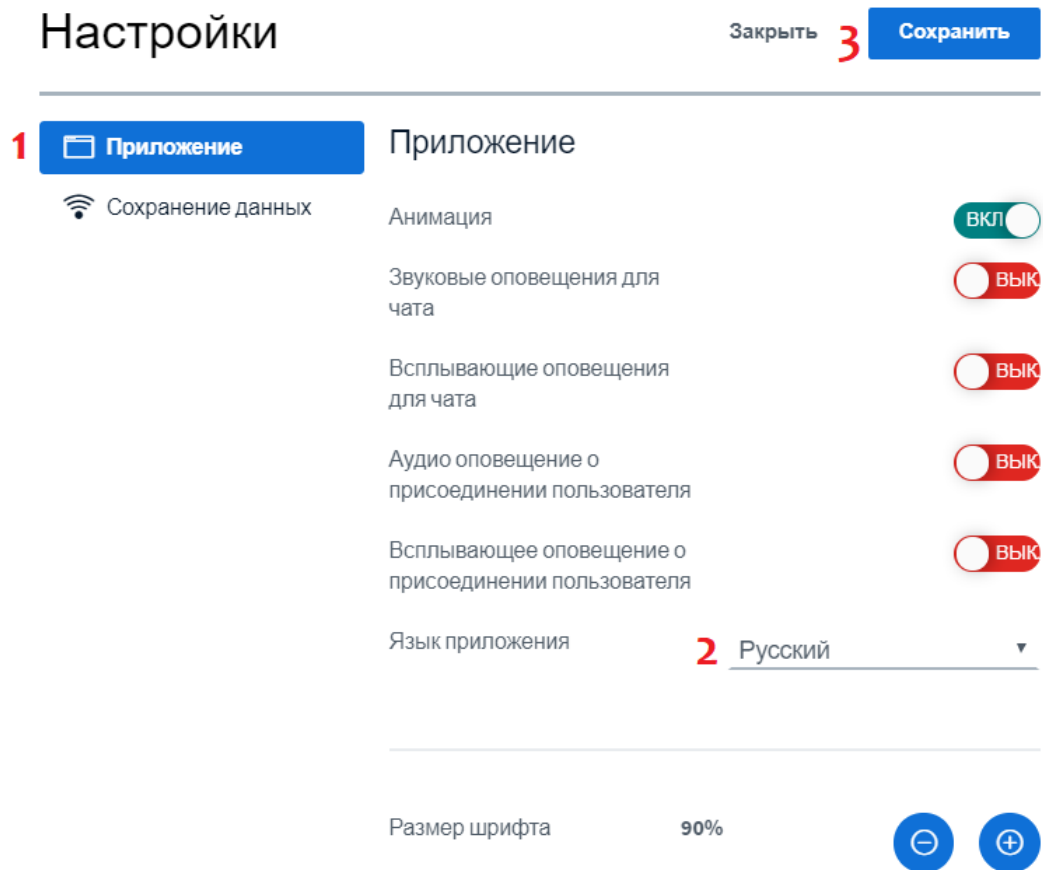 Настройки
Закрыть 3 Сохранить
1 Приложение
Сохранение данных
Приложение
Анимация ВКЛ
Звуковые оповещения для ВЫК
чата
Всплывающие оповещения ВЫК
для чата
Аудио оповещение о ВЫК
присоединении пользователя
Всплывающее оповещение о ВЫК
присоединении пользователя
Язык приложения 2 Русский
Размер шрифта 90%